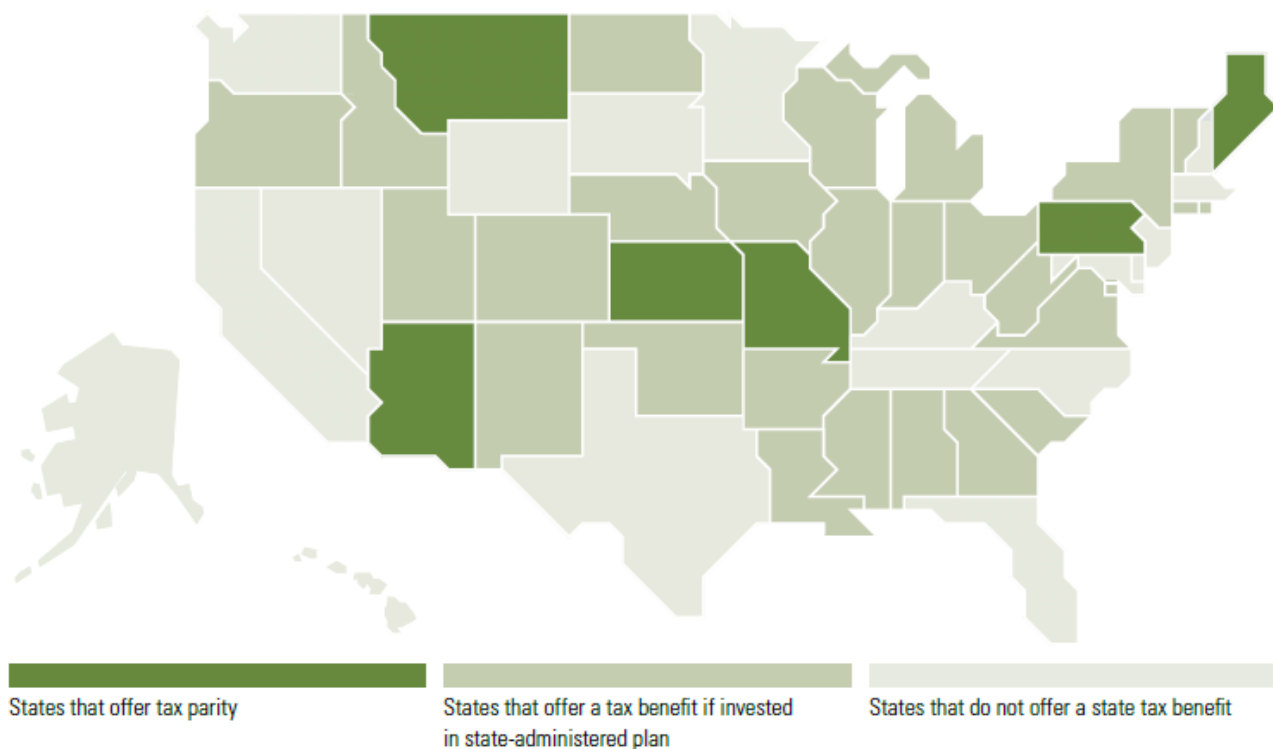 States that offer tax parity
States that offer a tax benefit if invested
in state-administered plan
States that do not offer a state tax benefit